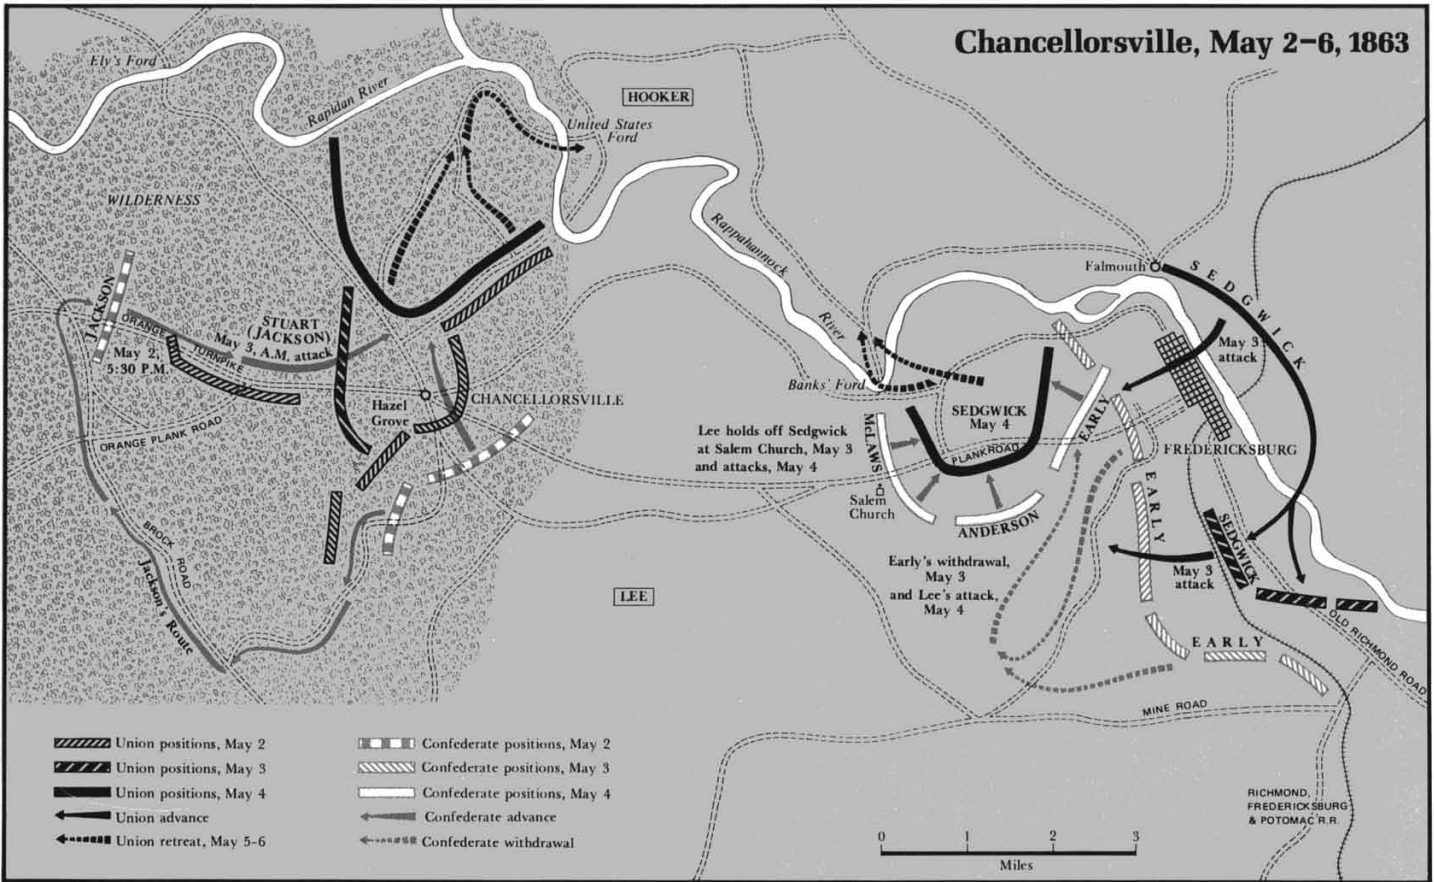 Chancellorsville, May 2–6, 1863
Ely's Ford
Rapidan River
HOOKER
United States
Ford
WILDERNESS
Rappahannock
River
Falmouth
SEDGWICK
JACKSON
ORANGE
TURNPIKE
May 2,
5:30 P.M.
STUART
(JACKSON)
May 3, A.M. attack
May 3
attack
Banks' Ford
Hazel
Grove
CHANCELLORSVILLE
SEDGWICK
May 4
EARLY
ORANGE PLANK ROAD
Lee holds off Sedgwick
at Salem Church, May 3
and attacks, May 4
McLAWS
PLANK ROAD
FREDERICKSBURG
Salem
Church
ANDERSON
EARLY
SEDGWICK
BROCK ROAD
Jackson's Route
Early's withdrawal,
May 3
and Lee's attack,
May 4
May 3
attack
LEE
OLD RICHMOND ROAD
EARLY
MINE ROAD
Union positions, May 2
Union positions, May 3
Union positions, May 4
Union advance
Union retreat, May 5-6
Confederate positions, May 2
Confederate positions, May 3
Confederate positions, May 4
Confederate advance
Confederate withdrawal
RICHMOND,
FREDERICKSBURG
& POTOMAC R.R.
0 1 2 3
Miles